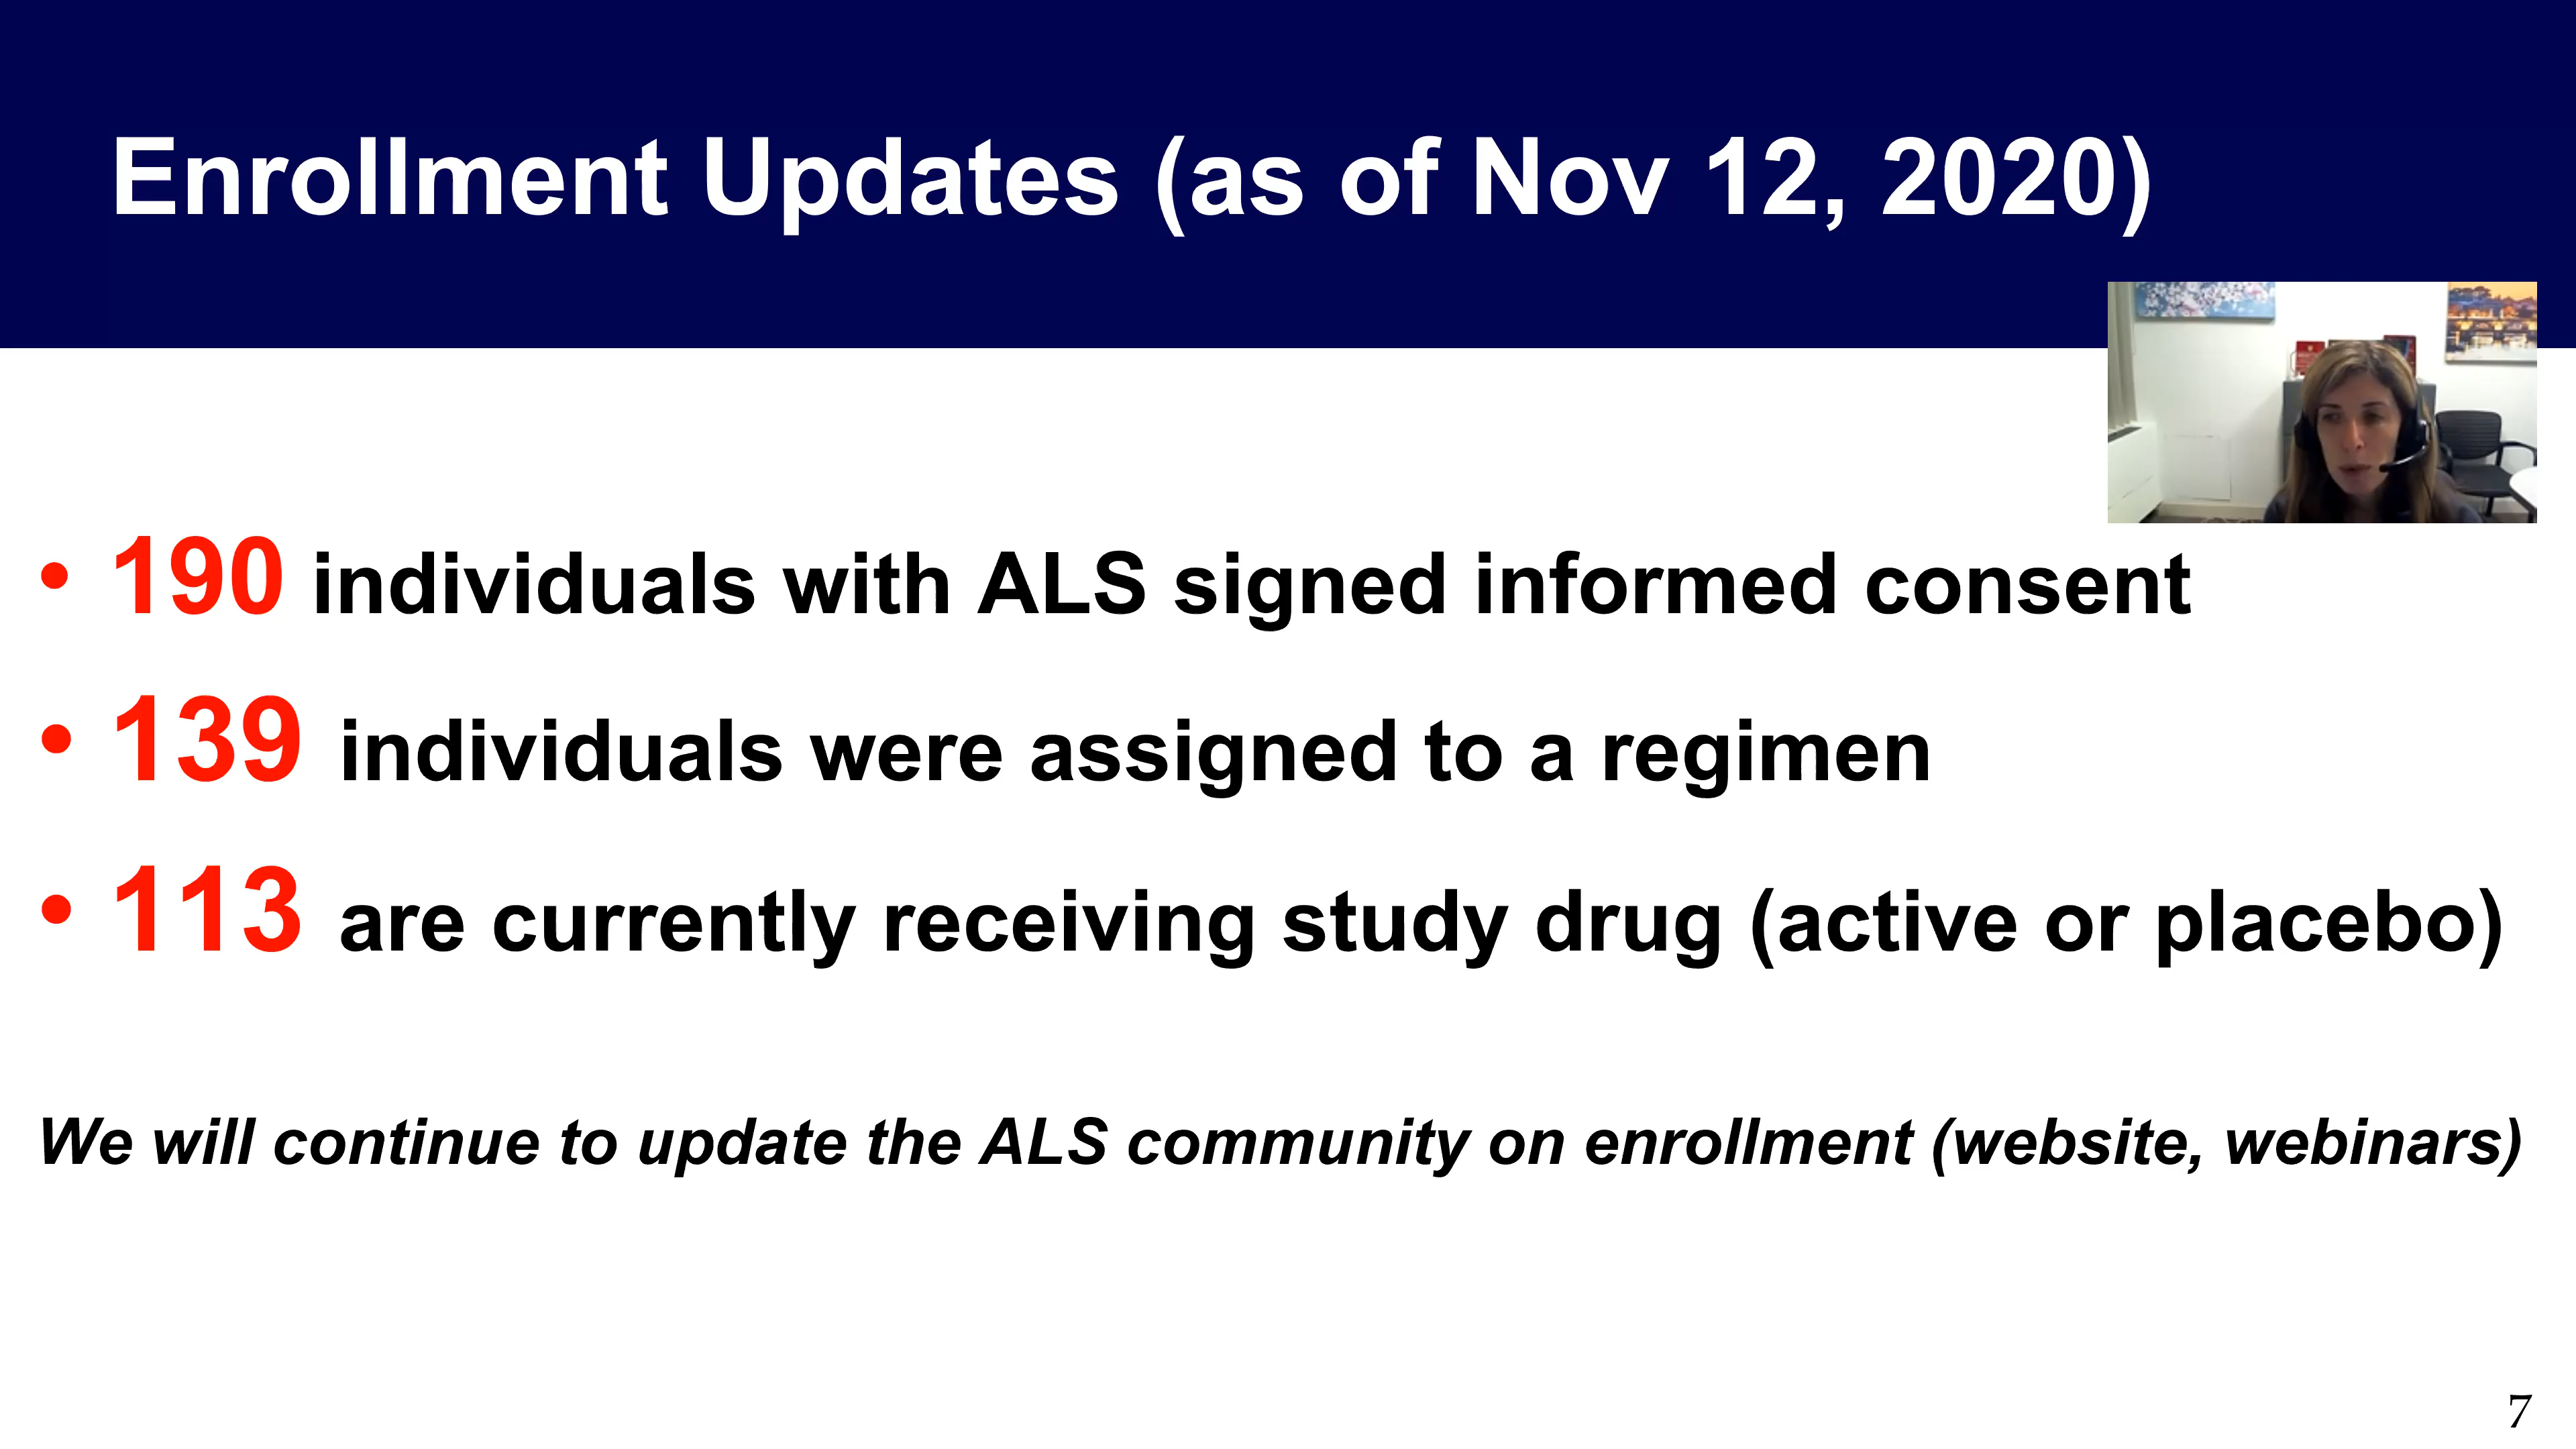 Enrollment Updates (as of Nov 12, 2020)
• 190 individuals with ALS signed informed consent
• 139 individuals were assigned to a regimen
• 113 are currently receiving study drug (active or placebo)
We will continue to update the ALS community on enrollment (website, webinars)
7